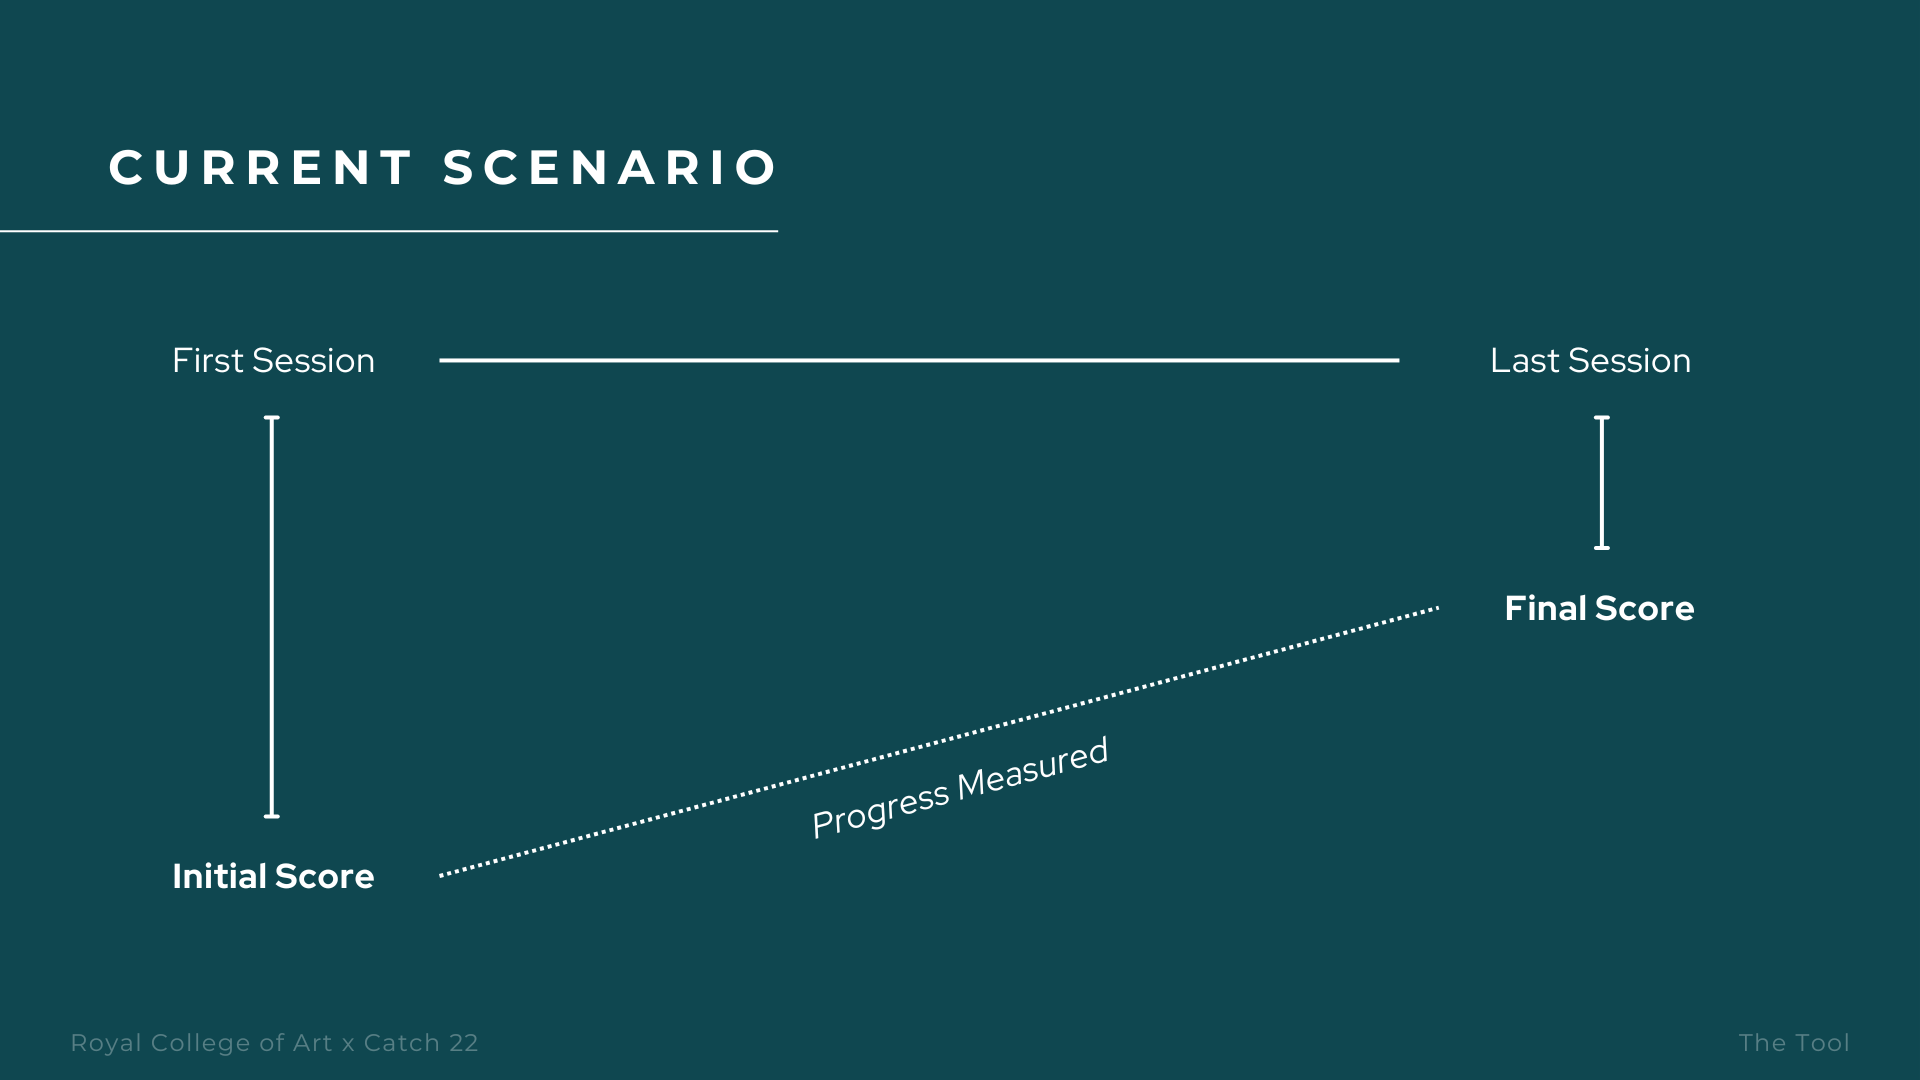 CURRENT SCENARIO
First Session
Last Session
Final Score
Progress Measured
Initial Score
Royal College of Art x Catch 22
The Tool